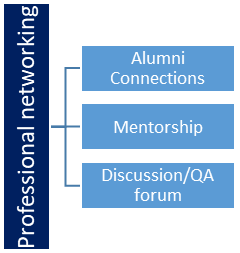 Professional networking
Alumni
Connections
Mentorship
Discussion/QA
forum